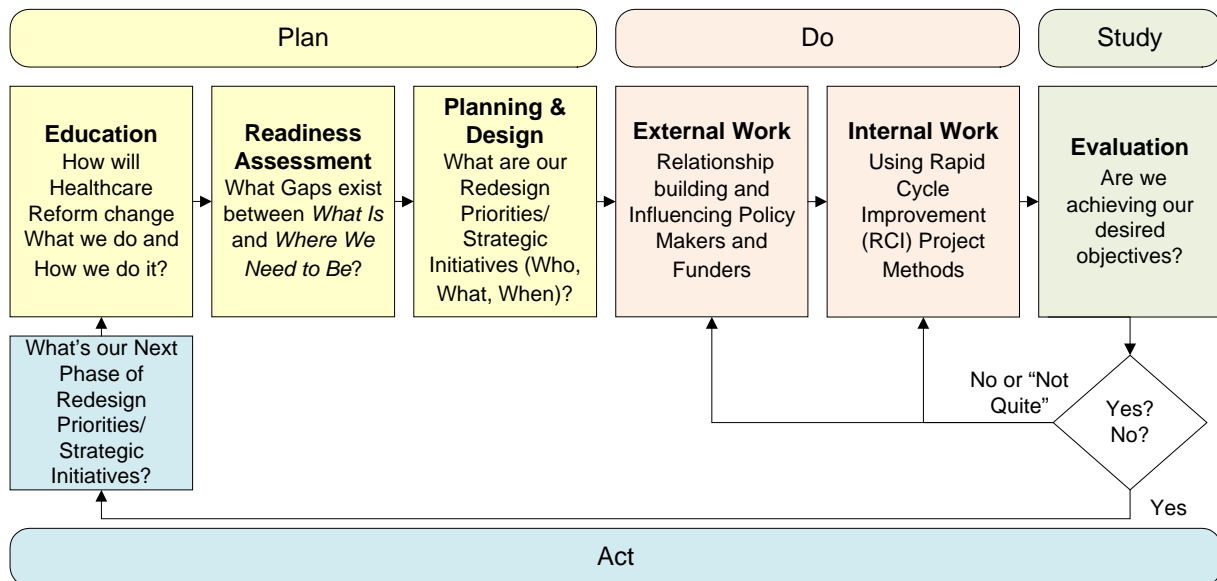 Plan
Do
Study
Education
How will
Healthcare
Reform change
What we do and
How we do it?
Readiness
Assessment
What Gaps exist
between What Is
and Where We
Need to Be?
Planning &
Design
What are our
Redesign
Priorities/
Strategic
Initiatives (Who,
What, When)?
External Work
Relationship
building and
Influencing Policy
Makers and
Funders
Internal Work
Using Rapid
Cycle
Improvement
(RCI) Project
Methods
Evaluation
Are we
achieving our
desired
objectives?
What's our Next
Phase of
Redesign
Priorities/
Strategic
Initiatives?
No or “Not
Quite”
Yes?
No?
Yes
Act